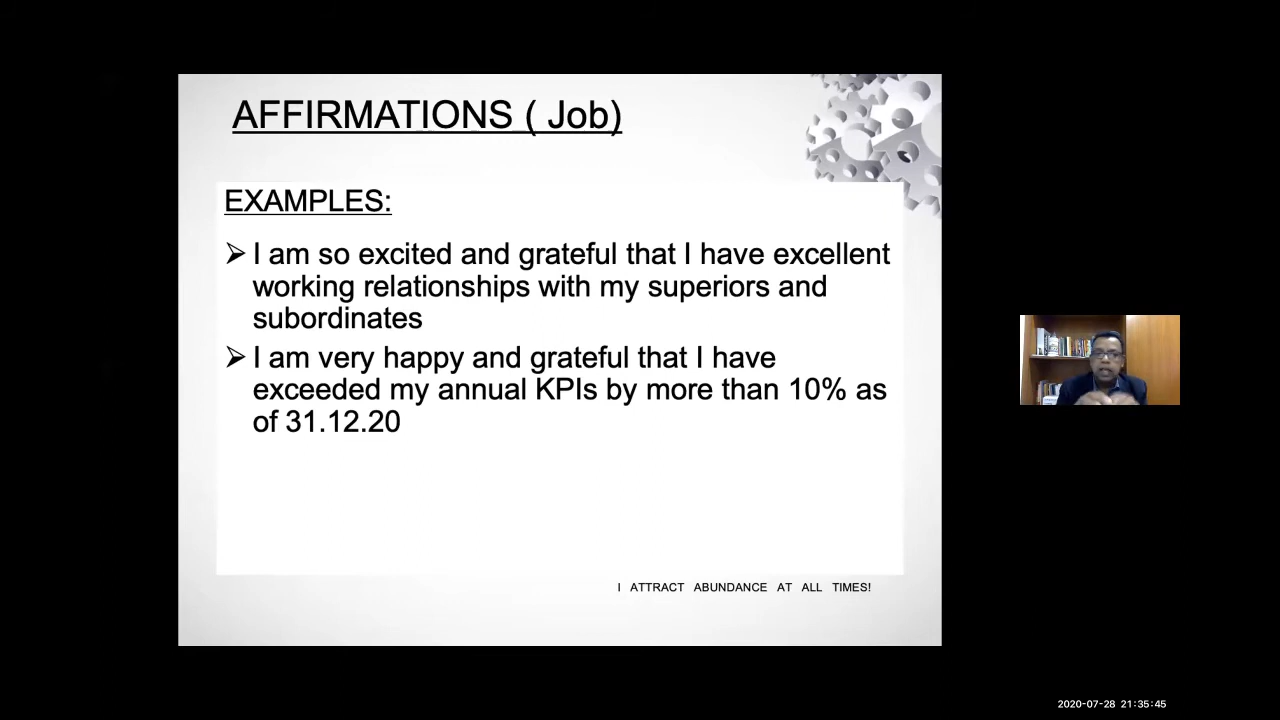 AFFIRMATIONS ( Job)
EXAMPLES:
➢ I am so excited and grateful that I have excellent
working relationships with my superiors and
subordinates
➢ I am very happy and grateful that I have
exceeded my annual KPIs by more than 10% as
of 31.12.20
I ATTRACT ABUNDANCE AT ALL TIMES!
2020-07-28 21:35:45